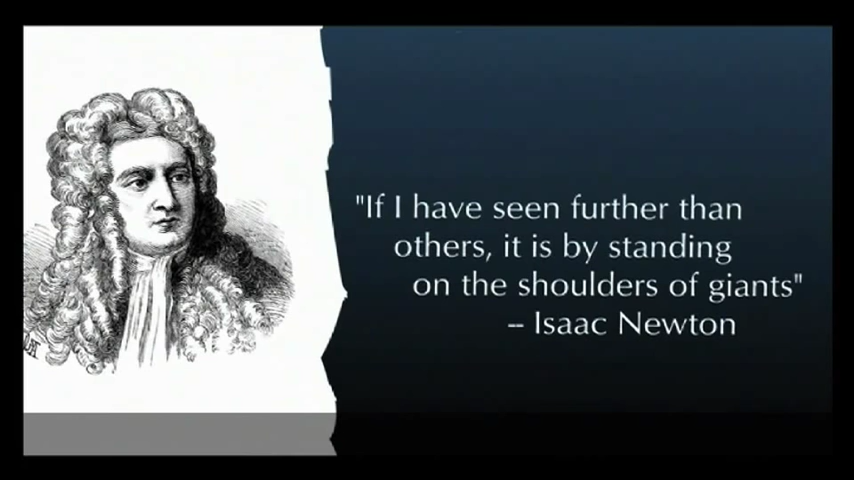 "If I have seen further than
others, it is by standing
on the shoulders of giants"
-- Isaac Newton